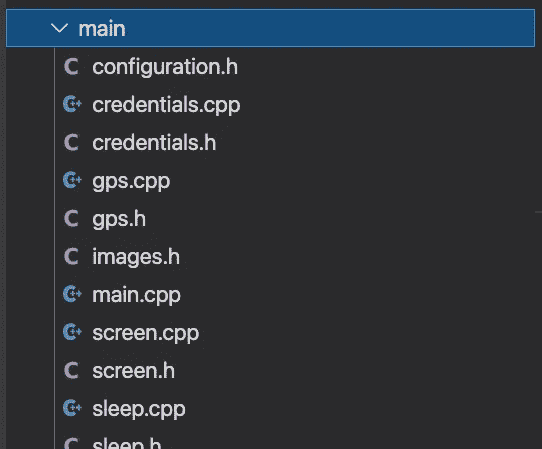 main
configuration.h
credentials.cpp
credentials.h
gps.cpp
gps.h
images.h
main.cpp
screen.cpp
screen.h
sleep.cpp
sleep.h